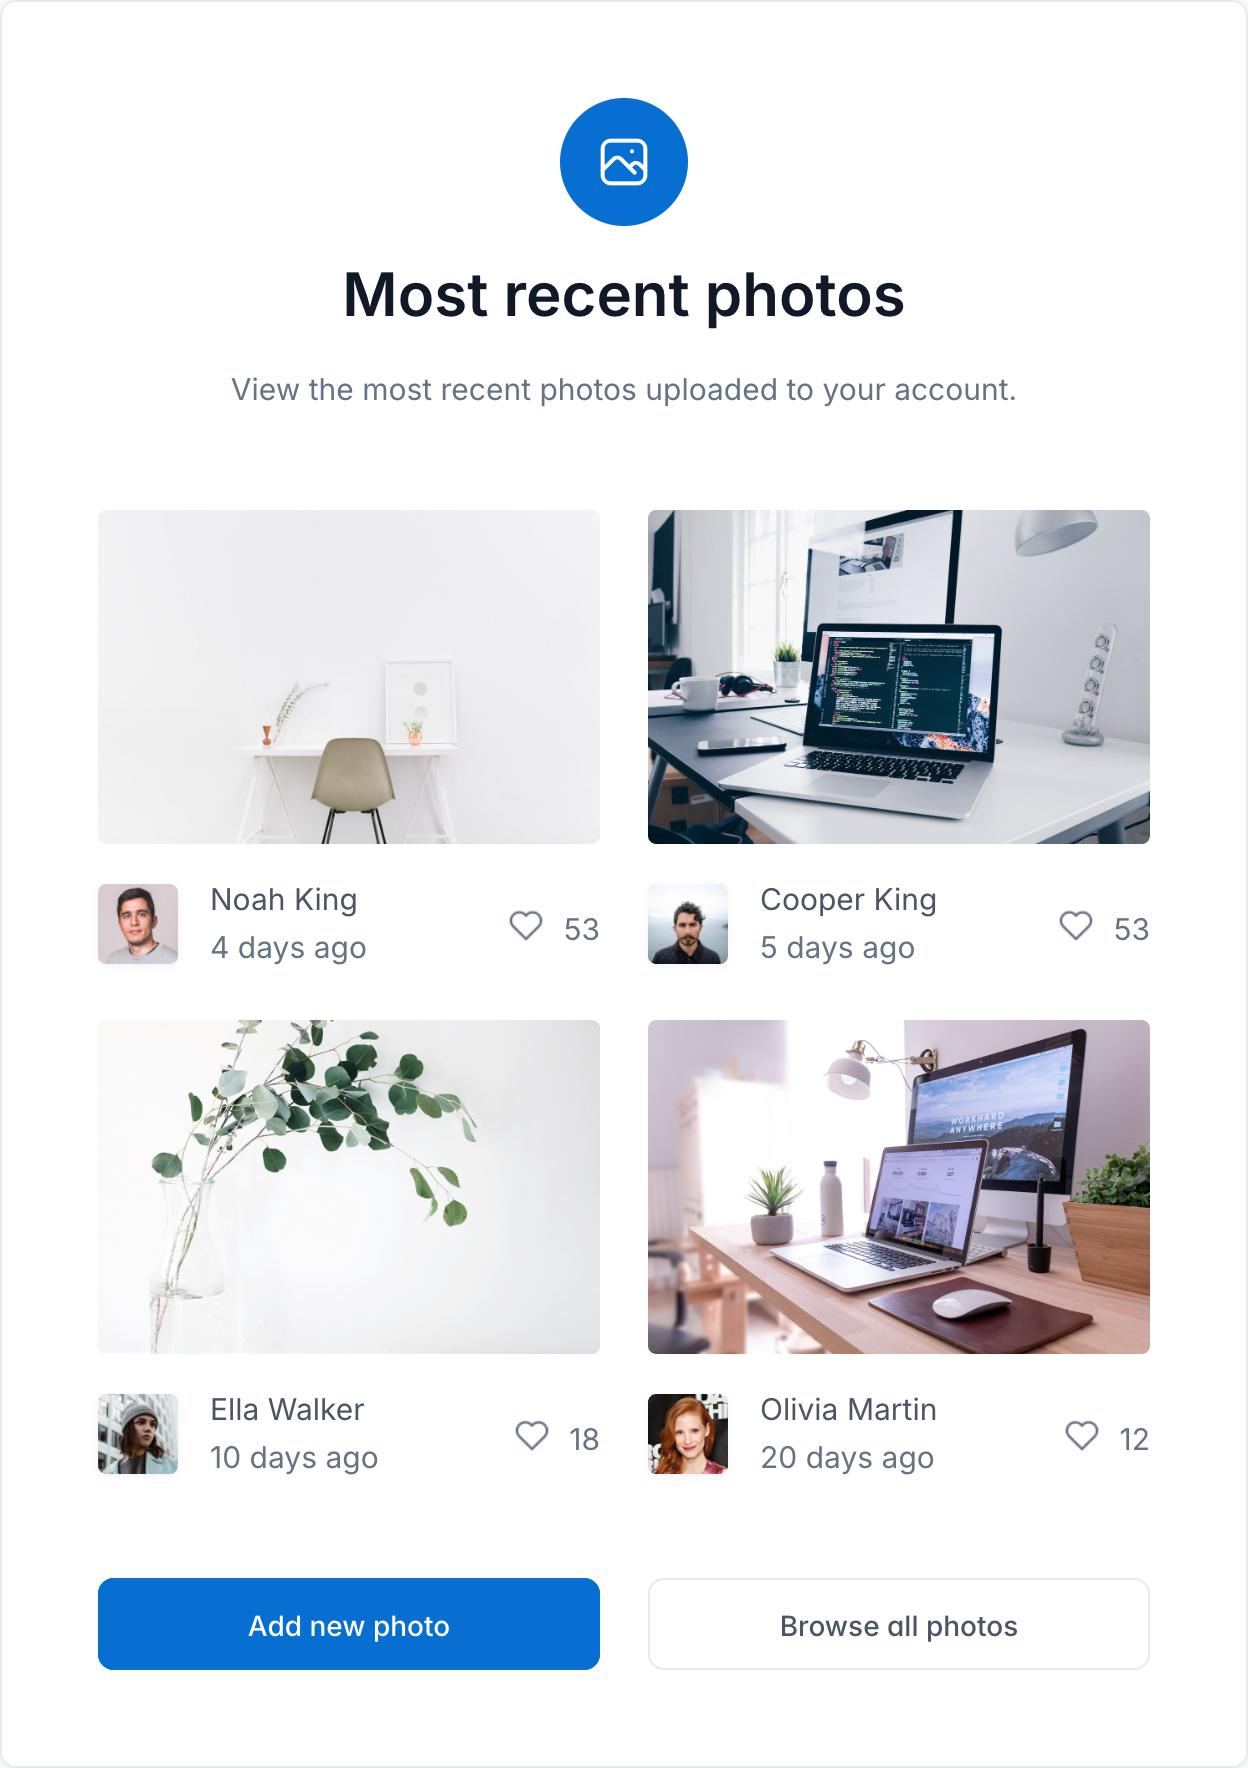 Most recent photos
View the most recent photos uploaded to your account.
Noah King
4 days ago
53
Cooper King
5 days ago
53
WORKHARD
ANYWHERE
Ella Walker
10 days ago
18
Olivia Martin
20 days ago
12
Add new photo
Browse all photos